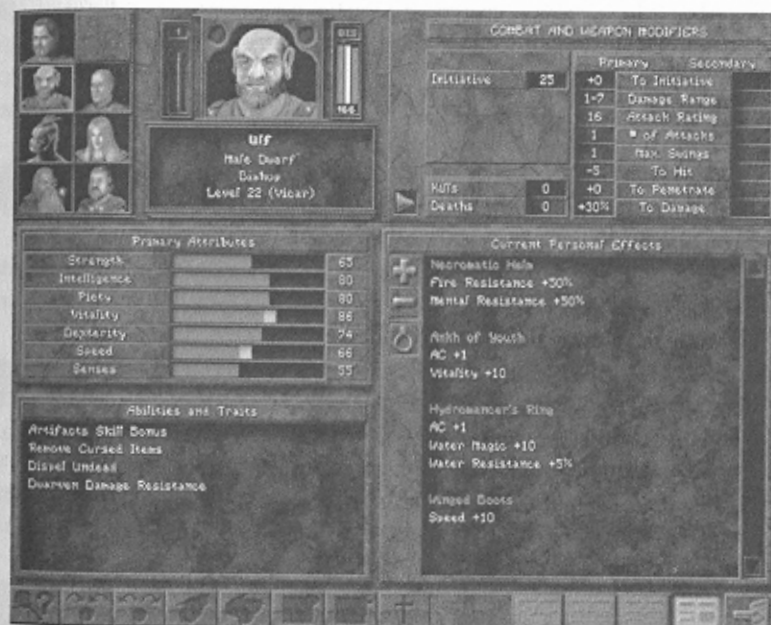 Ulf
Male Dwarf
Bishop
Level 22 (Vicar)
COMBAT AND WEAPON MODIFIERS
Primary Secondary
Initiative 25
+0 To Initiative
1-7 Damage Range
16 Attack Rating
1 # of Attacks
1 Max. Swings
-5 To Hit
+0 To Penetrate
+30% To Damage
Kills 0
Deaths 0
Primary Attributes
Strength 65
Intelligence 80
Piety 80
Vitality 86
Dexterity 74
Speed 66
Senses 55
Abilities and Traits
Artifacts Skill Bonus
Remove Cursed Items
Dispel Undead
Dwarven Damage Resistance
Current Personal Effects
Necromatic Helm
Fire Resistance +50%
Mental Resistance +50%
Ankh of Youth
AC +1
Vitality +10
Hydromancer's Ring
AC +1
Water Magic +10
Water Resistance +5%
Winged Boots
Speed +10